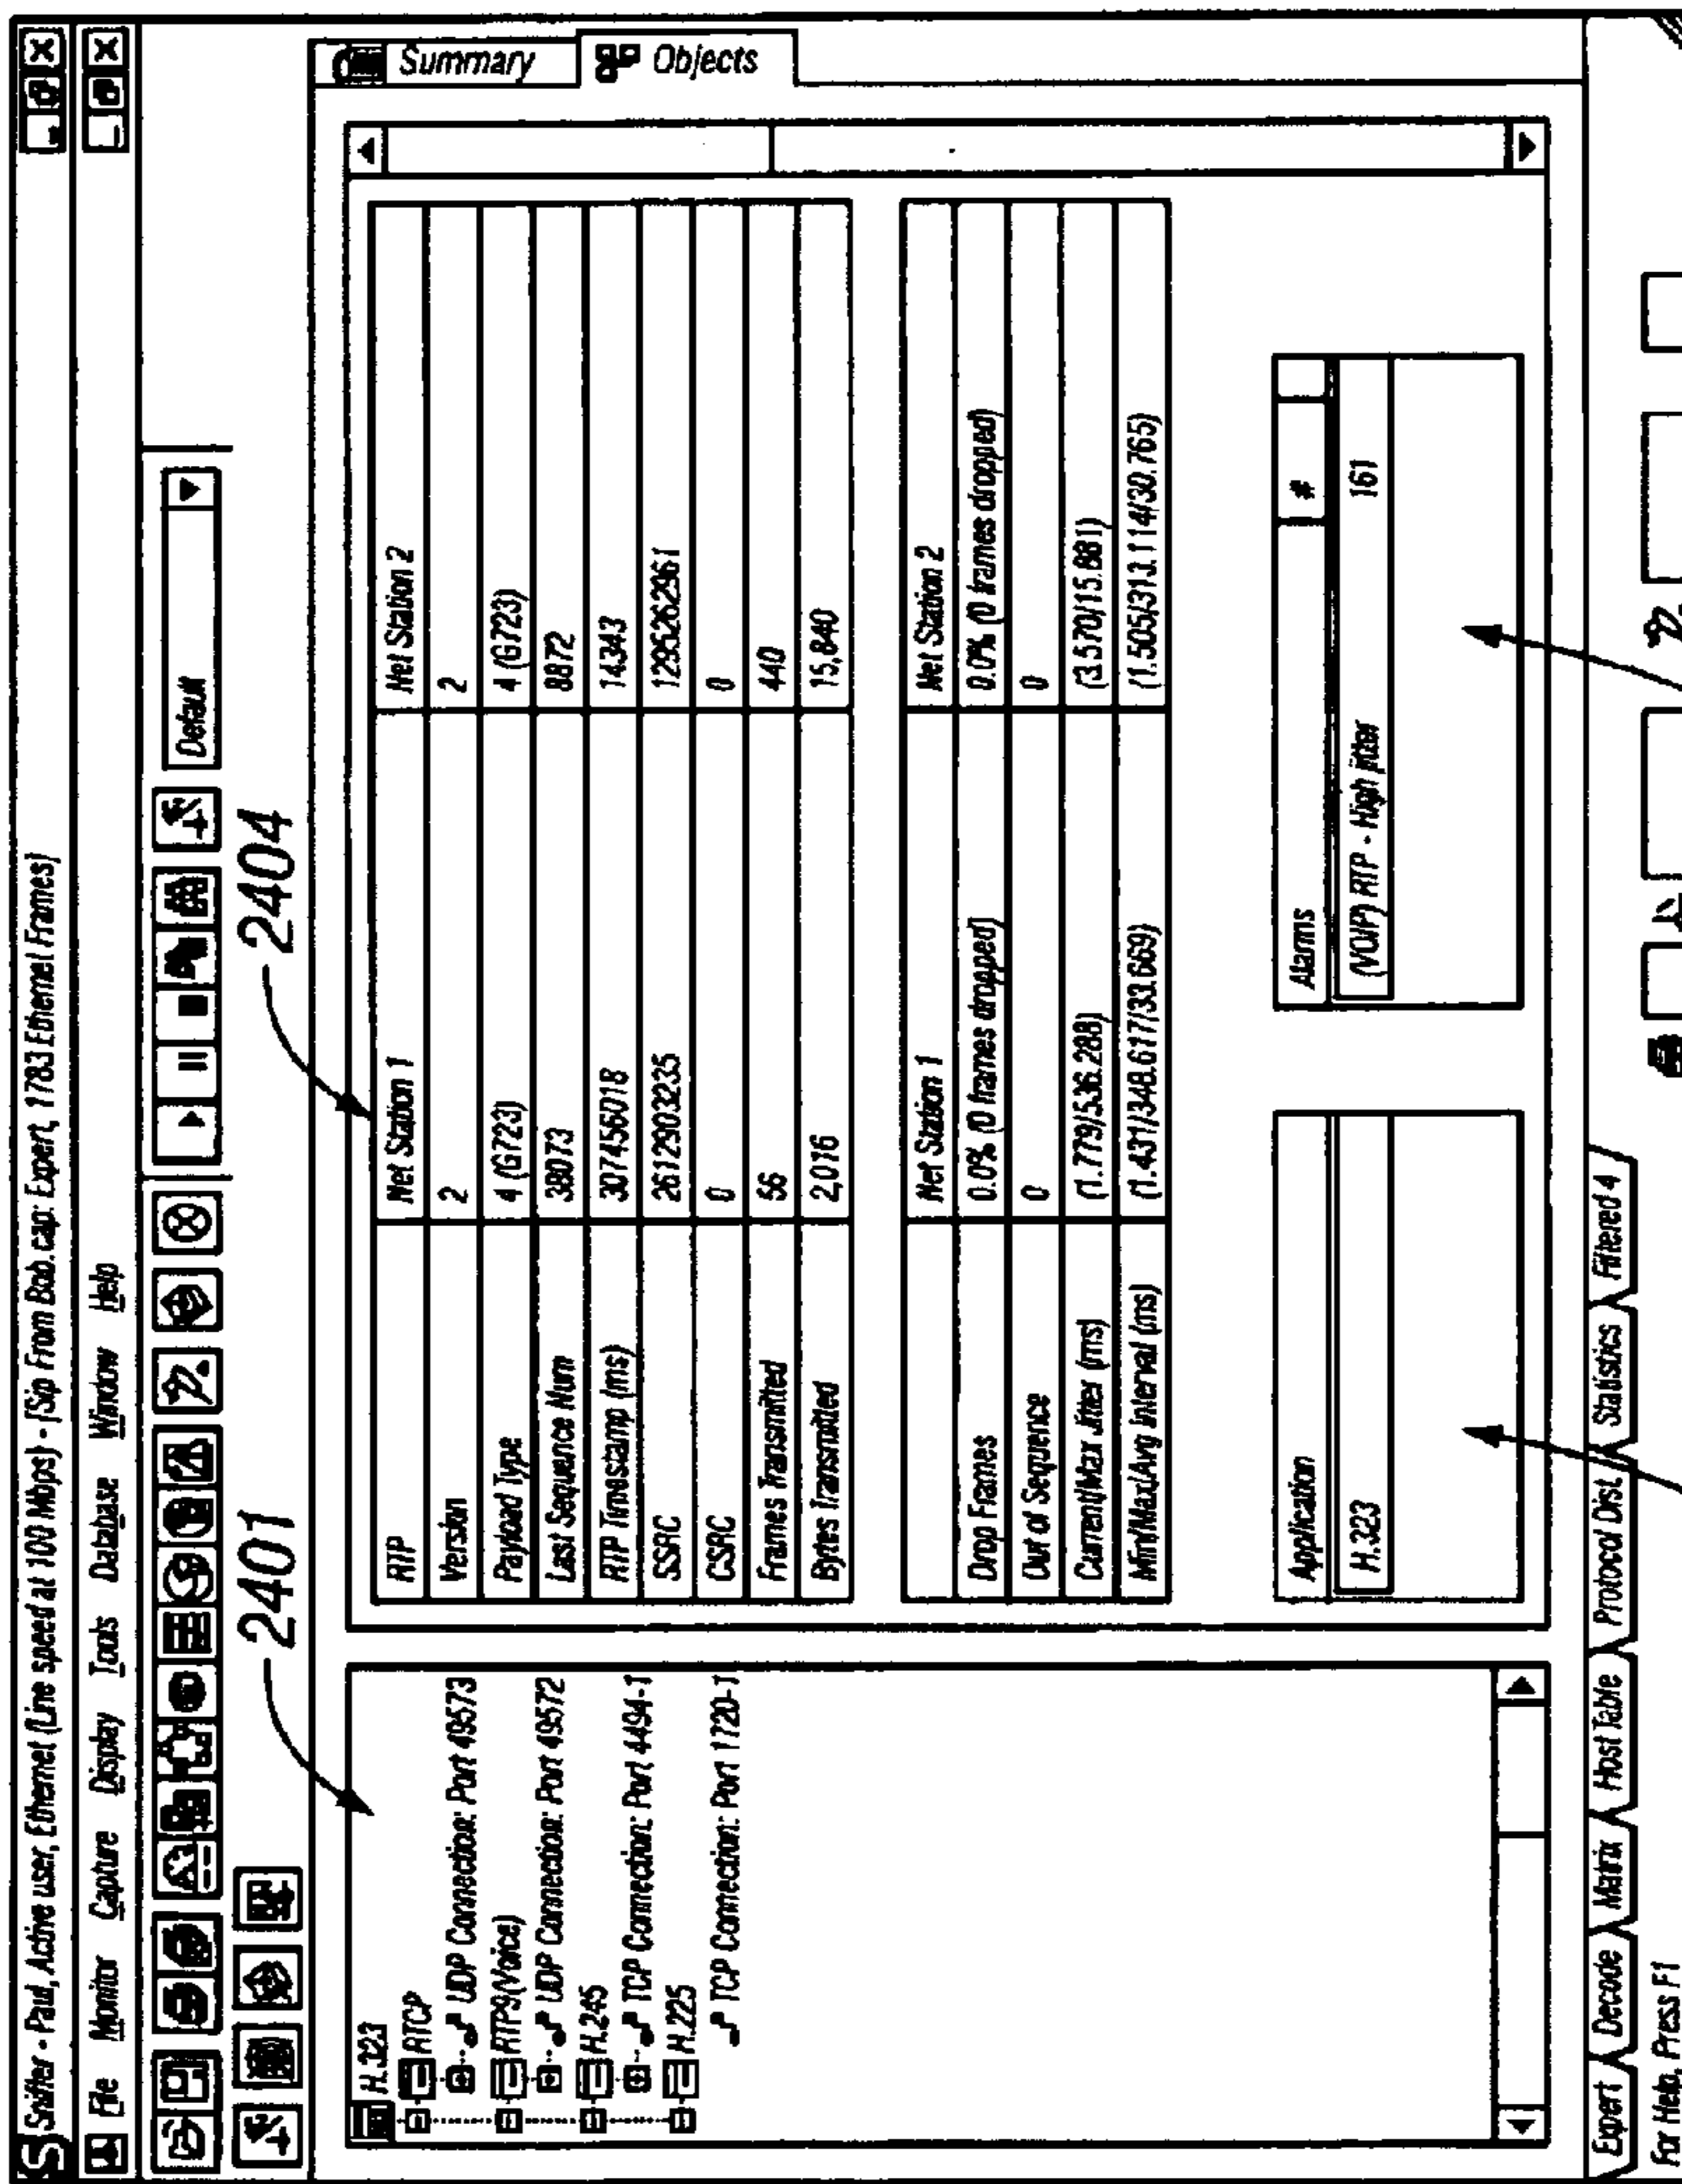 Sniffer - Paul, Active user, Ethernet (Line speed at 100 Mbps) - [Sip From Bob.cap: Expert, 1783 Ethernet Frames]
File Monitor Capture Display Tools Database Window Help
Default
2401
2404
Summary
Objects
H.323
RTCP
UDP Connection: Port 49573
RTP9(Voice)
UDP Connection: Port 49572
H.245
TCP Connection: Port 4494-1
H.225
TCP Connection: Port 1720-1
RTP Net Station 1 Net Station 2
Version 2 2
Payload Type 4 (G723) 4 (G723)
Last Sequence Num 38073 8872
RTP Timestamp (ms) 307456018 14343
SSRC 2612903235 1295262961
CSRC 0 0
Frames Transmitted 56 440
Bytes Transmitted 2,016 15,840
Net Station 1 Net Station 2
Drop Frames 0.0% (0 frames dropped) 0.0% (0 frames dropped)
Out of Sequence 0 0
Current/Max Jitter (ms) (1.779/536.288) (3.570/15.881)
Min/Max/Avg Interval (ms) (1.431/348.617/33.669) (1.505/313.114/30.765)
Application
H.323
Alarms #
(VOIP) RTP - High jitter 161
Expert Decode Matrix Host Table Protocol Dist. Statistics Filtered 4
For Help, Press F1